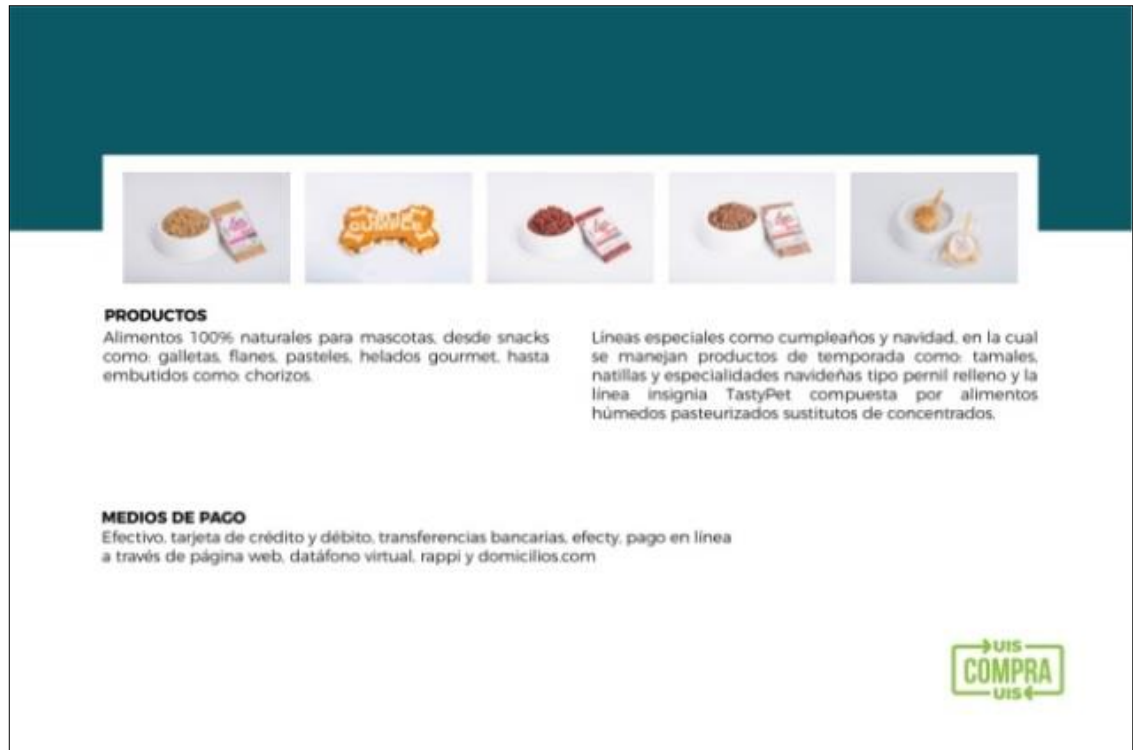 PRODUCTOS
Alimentos 100% naturales para mascotas, desde snacks
como: galletas, flanes, pasteles, helados gourmet, hasta
embutidos como: chorizos.
Líneas especiales como cumpleaños y navidad, en la cual
se manejan productos de temporada como: tamales,
natillas y especialidades navideñas tipo pernil relleno y la
línea insignia TastyPet compuesta por alimentos
húmedos pasteurizados sustitutos de concentrados.
MEDIOS DE PAGO
Efectivo, tarjeta de crédito y débito, transferencias bancarias, efecty, pago en línea
a través de página web, datáfono virtual, rappi y domicilios.com
UIS
COMPRA
UIS